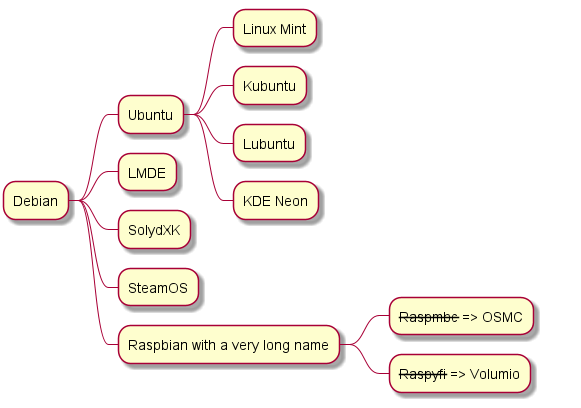 Debian
Ubuntu
Linux Mint
Kubuntu
Lubuntu
KDE Neon
LMDE
SolydXK
SteamOS
Raspbian with a very long name
Raspmbc => OSMC
Raspyfi => Volumio